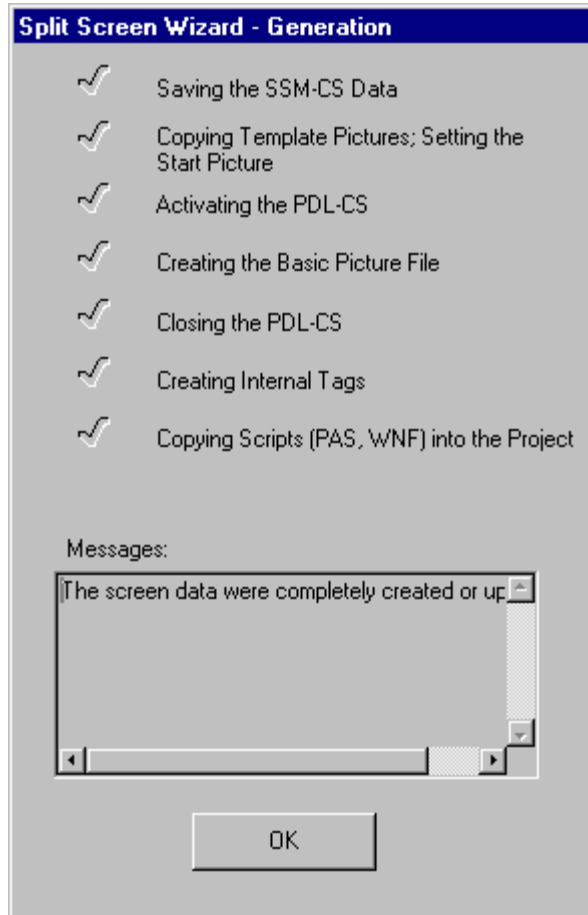 Split Screen Wizard - Generation
Saving the SSM-CS Data
Copying Template Pictures; Setting the
Start Picture
Activating the PDL-CS
Creating the Basic Picture File
Closing the PDL-CS
Creating Internal Tags
Copying Scripts (PAS, WNF) into the Project
Messages:
The screen data were completely created or up
OK